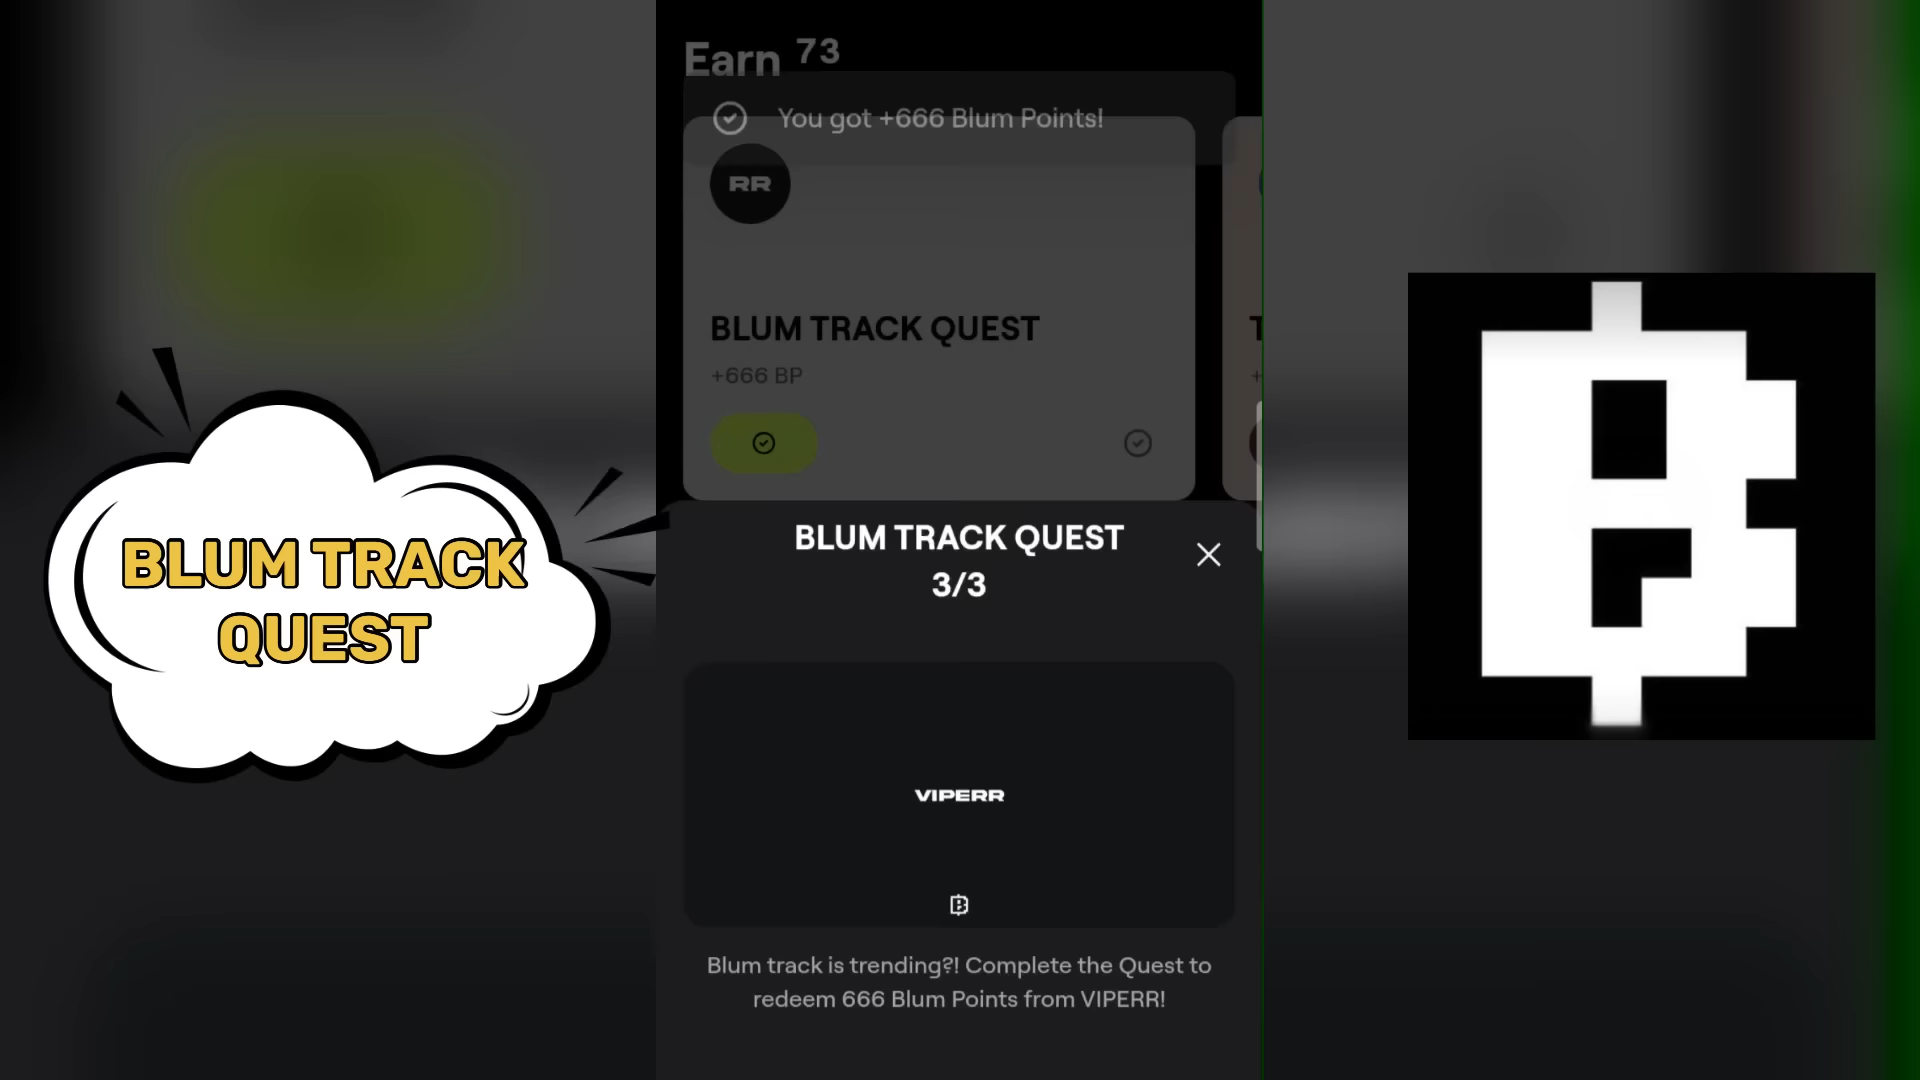 Earn 73
You got +666 Blum Points!
RR
BLUM TRACK QUEST
+666 BP
T
+
BLUM TRACK
QUEST
BLUM TRACK QUEST
3/3
VIPERR
Blum track is trending?! Complete the Quest to
redeem 666 Blum Points from VIPERR!